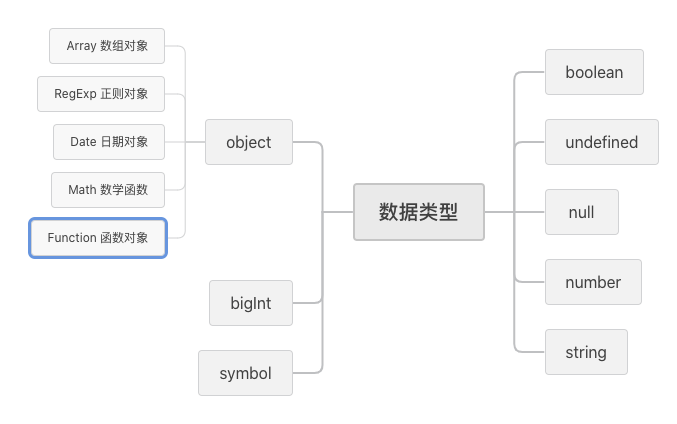 Array 数组对象
RegExp 正则对象
Date 日期对象
Math 数学函数
Function 函数对象
object
bigInt
symbol
数据类型
boolean
undefined
null
number
string